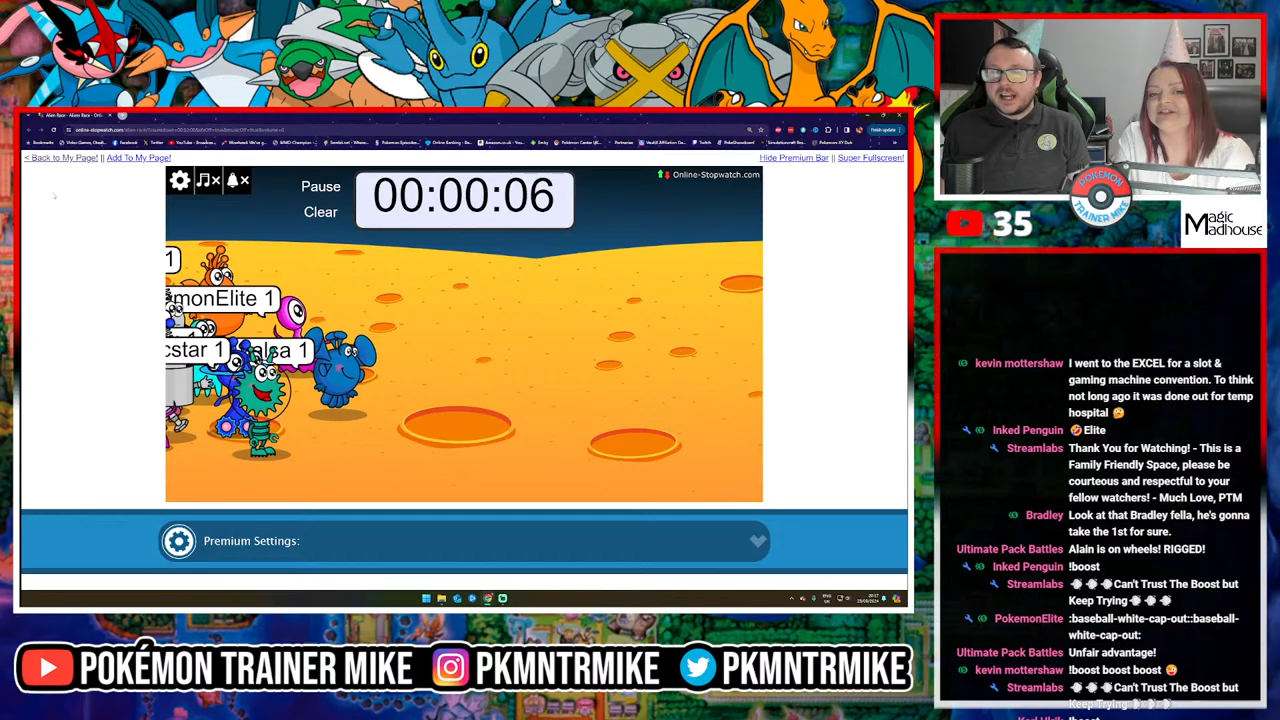 < Back to My Page! || Add To My Page!
Hide Premium Bar || Super Fullscreen!
Pause
Clear
00:00:06
Online-Stopwatch.com
1
monElite 1
cstar 1
alsa 1
Premium Settings:
35
POKÉMON
TRAINER MIKE
Magic
Madhouse
kevin mottershaw I went to the EXCEL for a slot &
gaming machine convention. To think
not long ago it was done out for temp
hospital
Inked Penguin 🤣Elite
Streamlabs Thank You for Watching! - This is a
Family Friendly Space, please be
courteous and respectful to your
fellow watchers! - Much Love, PTM
Bradley Look at that Bradley fella, he's gonna
take the 1st for sure.
Ultimate Pack Battles Alain is on wheels! RIGGED!
Inked Penguin !boost
Streamlabs Can't Trust The Boost but
Keep Trying
PokemonElite :baseball-white-cap-out::baseball-
white-cap-out:
Ultimate Pack Battles Unfair advantage!
kevin mottershaw !boost boost boost 😜
Streamlabs Can't Trust The Boost but
Keep Trying
!boost
POKÉMON TRAINER MIKE PKMNTRMIKE PKMNTRMIKE